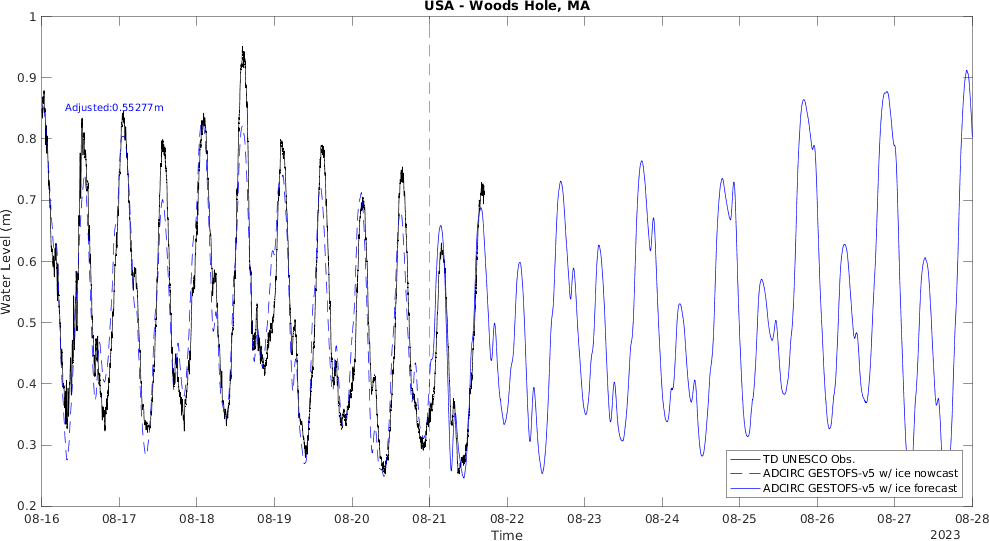 USA - Woods Hole, MA
Adjusted:0.55277m
Water Level (m)
1
0.9
0.8
0.7
0.6
0.5
0.4
0.3
0.2
TD UNESCO Obs.
ADCIRC GESTOFS-v5 w/ ice nowcast
ADCIRC GESTOFS-v5 w/ ice forecast
08-16 08-17 08-18 08-19 08-20 08-21 08-22 08-23 08-24 08-25 08-26 08-27 08-28
Time
2023